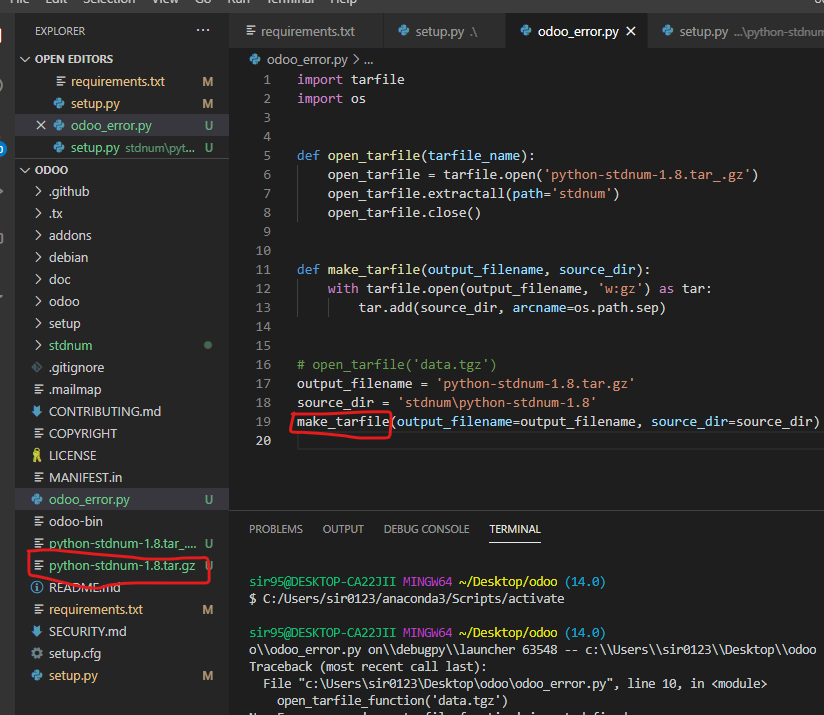 File Edit Selection View Go Run Terminal Help
EXPLORER ...
OPEN EDITORS
requirements.txt M
setup.py M
odoo_error.py U
setup.py stdnum\pyt... U
ODOO
.github
.tx
addons
debian
doc
odoo
setup
stdnum
.gitignore
.mailmap
CONTRIBUTING.md
COPYRIGHT
LICENSE
MANIFEST.in
odoo_error.py U
odoo-bin
python-stdnum-1.8.tar_.... U
python-stdnum-1.8.tar.gz U
README.md
requirements.txt M
SECURITY.md
setup.cfg
setup.py M
requirements.txt setup.py .\ odoo_error.py setup.py ...\python-stdnum
odoo_error.py > ...
1 import tarfile
2 import os
3
4
5 def open_tarfile(tarfile_name):
6 open_tarfile = tarfile.open('python-stdnum-1.8.tar_.gz')
7 open_tarfile.extractall(path='stdnum')
8 open_tarfile.close()
9
10
11 def make_tarfile(output_filename, source_dir):
12 with tarfile.open(output_filename, 'w:gz') as tar:
13 tar.add(source_dir, arcname=os.path.sep)
14
15
16 # open_tarfile('data.tgz')
17 output_filename = 'python-stdnum-1.8.tar.gz'
18 source_dir = 'stdnum\python-stdnum-1.8'
19 make_tarfile(output_filename=output_filename, source_dir=source_dir)
20
PROBLEMS OUTPUT DEBUG CONSOLE TERMINAL
sir95@DESKTOP-CA22JII MINGW64 ~/Desktop/odoo (14.0)
$ C:/Users/sir0123/anaconda3/Scripts/activate
sir95@DESKTOP-CA22JII MINGW64 ~/Desktop/odoo (14.0)
o\\odoo_error.py on\\debugpy\\launcher 63548 -- c:\\Users\\sir0123\\Desktop\\odoo
Traceback (most recent call last):
File "c:\Users\sir0123\Desktop\odoo\odoo_error.py", line 10, in <module>
open_tarfile_function('data.tgz')